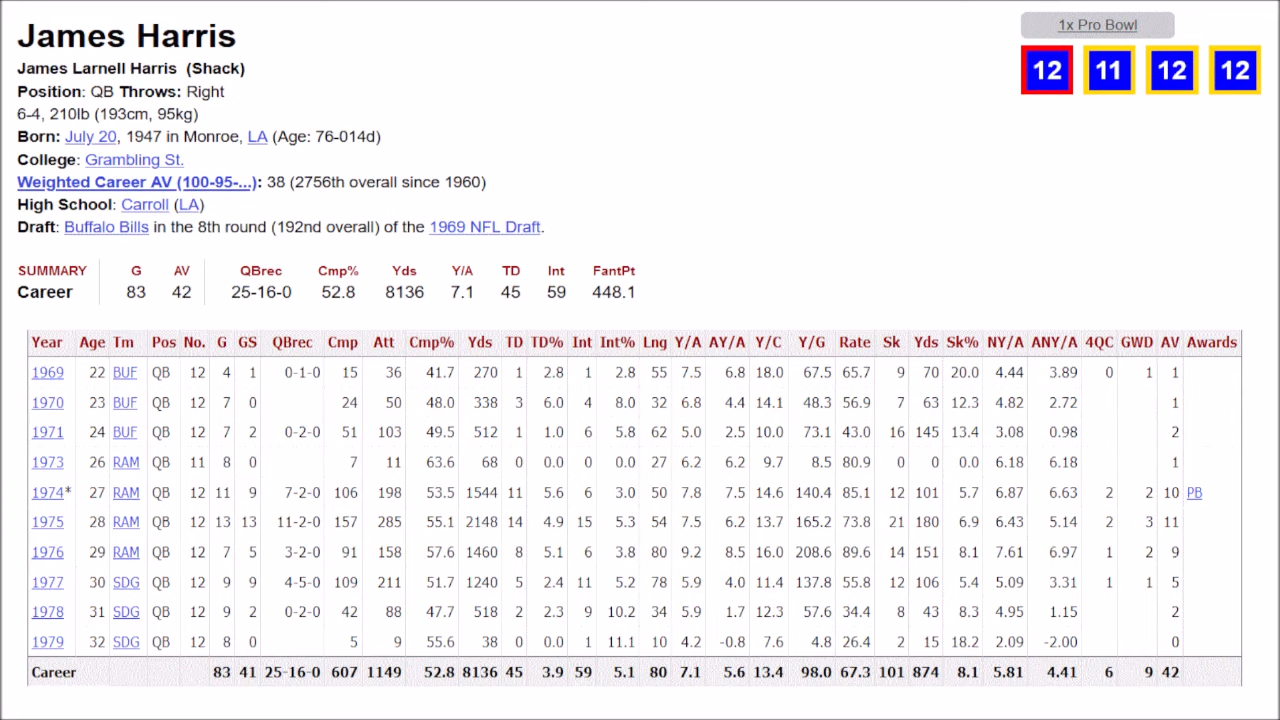 James Harris
1x Pro Bowl
12 11 12 12
James Larnell Harris (Shack)
Position: QB Throws: Right
6-4, 210lb (193cm, 95kg)
Born: July 20, 1947 in Monroe, LA (Age: 76-014d)
College: Grambling St.
Weighted Career AV (100-95-...): 38 (2756th overall since 1960)
High School: Carroll (LA)
Draft: Buffalo Bills in the 8th round (192nd overall) of the 1969 NFL Draft.
SUMMARY G AV QBrec Cmp% Yds Y/A TD Int FantPt
Career 83 42 25-16-0 52.8 8136 7.1 45 59 448.1
Year Age Tm Pos No. G GS QBrec Cmp Att Cmp% Yds TD TD% Int Int% Lng Y/A AY/A Y/C Y/G Rate Sk Yds Sk% NY/A ANY/A 4QC GWD AV Awards
1969 22 BUF QB 12 4 1 0-1-0 15 36 41.7 270 1 2.8 1 2.8 55 7.5 6.8 18.0 67.5 65.7 9 70 20.0 4.44 3.89 0 1 1
1970 23 BUF QB 12 7 0 24 50 48.0 338 3 6.0 4 8.0 32 6.8 4.4 14.1 48.3 56.9 7 63 12.3 4.82 2.72 1
1971 24 BUF QB 12 7 2 0-2-0 51 103 49.5 512 1 1.0 6 5.8 62 5.0 2.5 10.0 73.1 43.0 16 145 13.4 3.08 0.98 2
1973 26 RAM QB 11 8 0 7 11 63.6 68 0 0.0 0 0.0 27 6.2 6.2 9.7 8.5 80.9 0 0 0.0 6.18 6.18 1
1974* 27 RAM QB 12 11 9 7-2-0 106 198 53.5 1544 11 5.6 6 3.0 50 7.8 7.5 14.6 140.4 85.1 12 101 5.7 6.87 6.63 2 2 10 PB
1975 28 RAM QB 12 13 13 11-2-0 157 285 55.1 2148 14 4.9 15 5.3 54 7.5 6.2 13.7 165.2 73.8 21 180 6.9 6.43 5.14 2 3 11
1976 29 RAM QB 12 7 5 3-2-0 91 158 57.6 1460 8 5.1 6 3.8 80 9.2 8.5 16.0 208.6 89.6 14 151 8.1 7.61 6.97 1 2 9
1977 30 SDG QB 12 9 9 4-5-0 109 211 51.7 1240 5 2.4 11 5.2 78 5.9 4.0 11.4 137.8 55.8 12 106 5.4 5.09 3.31 1 1 5
1978 31 SDG QB 12 9 2 0-2-0 42 88 47.7 518 2 2.3 9 10.2 34 5.9 1.7 12.3 57.6 34.4 8 43 8.3 4.95 1.15 2
1979 32 SDG QB 12 8 0 5 9 55.6 38 0 0.0 1 11.1 10 4.2 -0.8 7.6 4.8 26.4 2 15 18.2 2.09 -2.00 0
Career 83 41 25-16-0 607 1149 52.8 8136 45 3.9 59 5.1 80 7.1 5.6 13.4 98.0 67.3 101 874 8.1 5.81 4.41 6 9 42